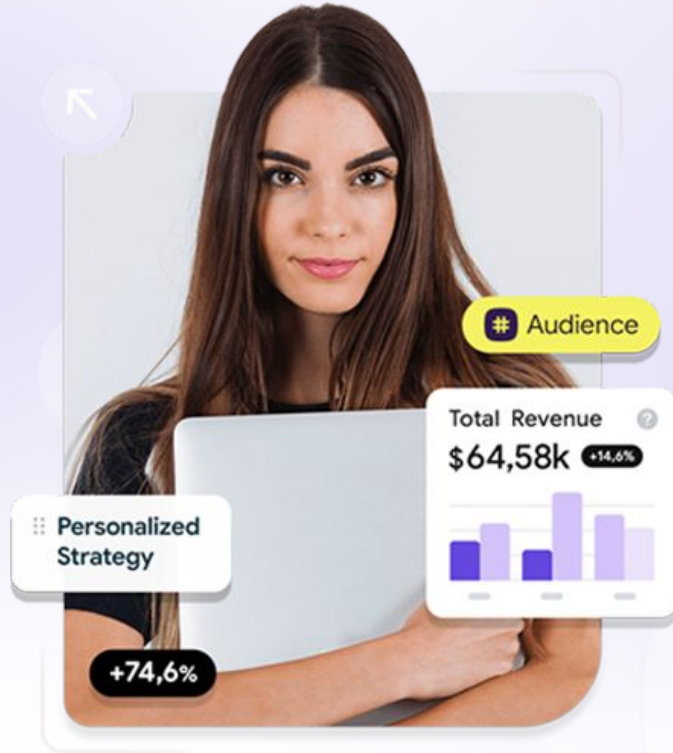 # Audience
Total Revenue ?
$64,58k +14,6%
Personalized
Strategy
+74,6%